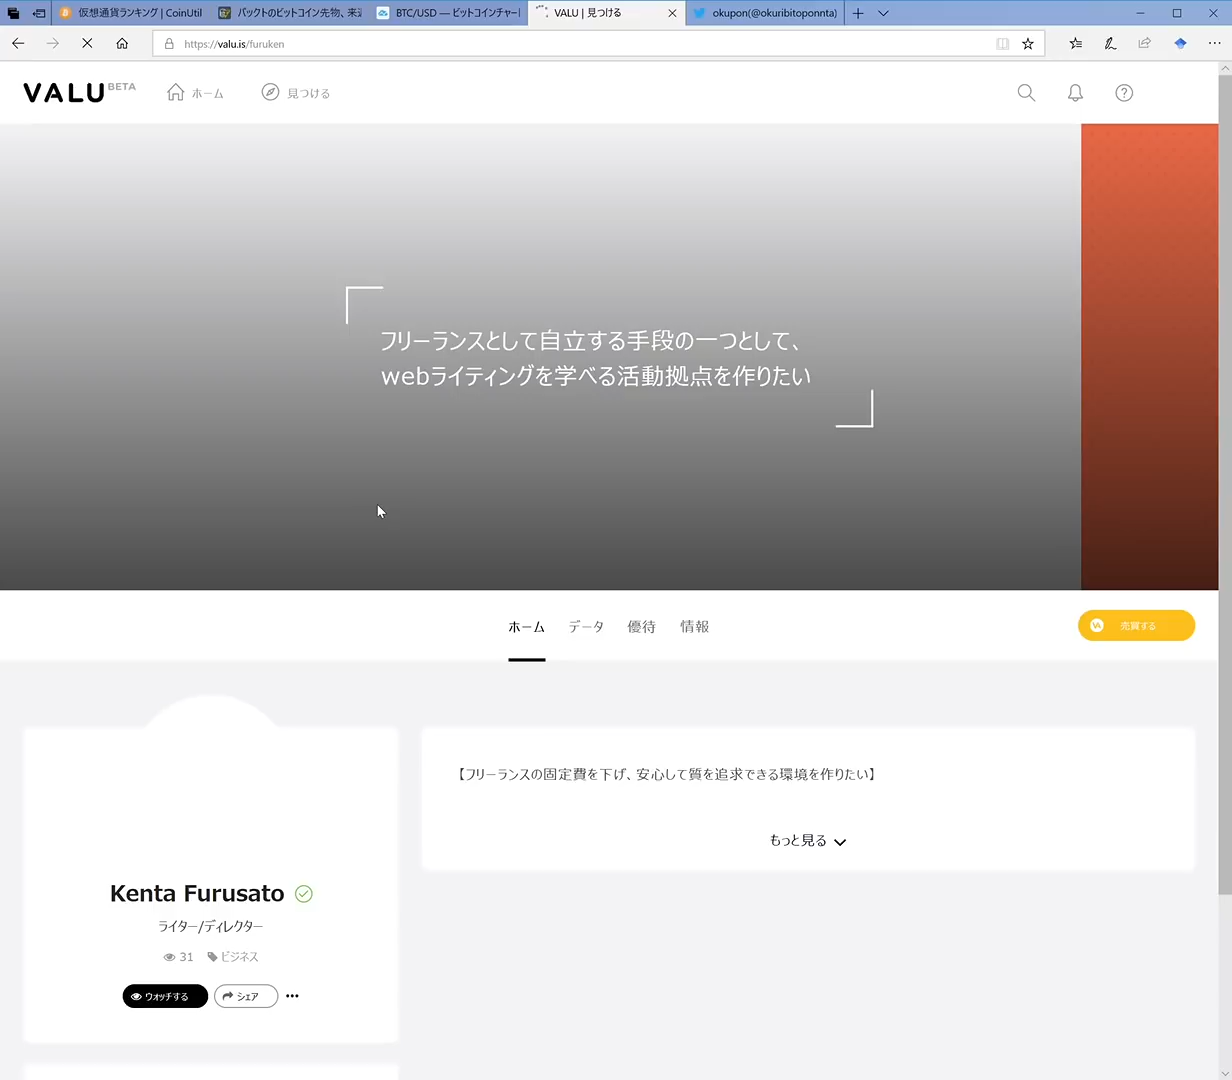 仮想通貨ランキング | CoinUtil
バックトのビットコイン先物、来
BTC/USD — ビットコインチャート
VALU | 見つける
okupon(@okuribitoponnta)
https://valu.is/furuken
VALU BETA
ホーム
見つける
フリーランスとして自立する手段の一つとして、
webライティングを学べる活動拠点を作りたい
ホーム
データ
優待
情報
売買する
【フリーランスの固定費を下げ、安心して質を追求できる環境を作りたい】
もっと見る
Kenta Furusato
ライター/ディレクター
31 ビジネス
ウォッチする
シェア